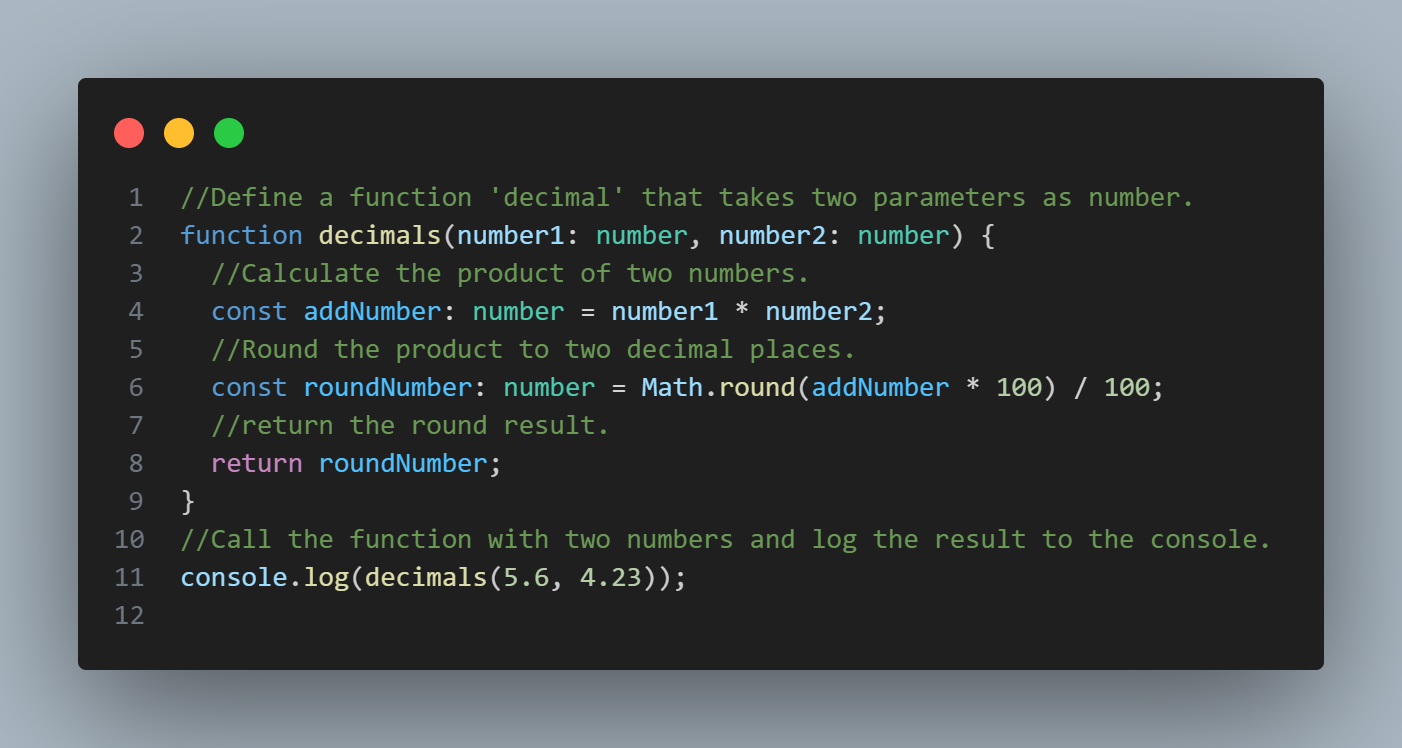 1 //Define a function 'decimal' that takes two parameters as number.
2 function decimals(number1: number, number2: number) {
3   //Calculate the product of two numbers.
4   const addNumber: number = number1 * number2;
5   //Round the product to two decimal places.
6   const roundNumber: number = Math.round(addNumber * 100) / 100;
7   //return the round result.
8   return roundNumber;
9 }
10 //Call the function with two numbers and log the result to the console.
11 console.log(decimals(5.6, 4.23));
12